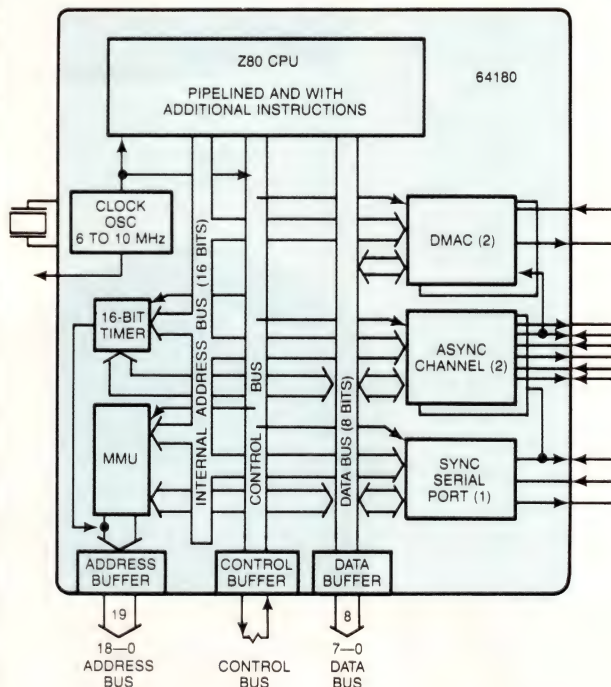 Z80 CPU
PIPELINED AND WITH
ADDITIONAL INSTRUCTIONS
64180
CLOCK
OSC
6 TO 10 MHz
DMAC (2)
16-BIT
TIMER
ASYNC
CHANNEL (2)
MMU
SYNC
SERIAL
PORT (1)
INTERNAL ADDRESS BUS (16 BITS)
CONTROL BUS
DATA BUS (8 BITS)
ADDRESS
BUFFER
CONTROL
BUFFER
DATA
BUFFER
19
8
18—0
ADDRESS
BUS
CONTROL
BUS
7—0
DATA
BUS